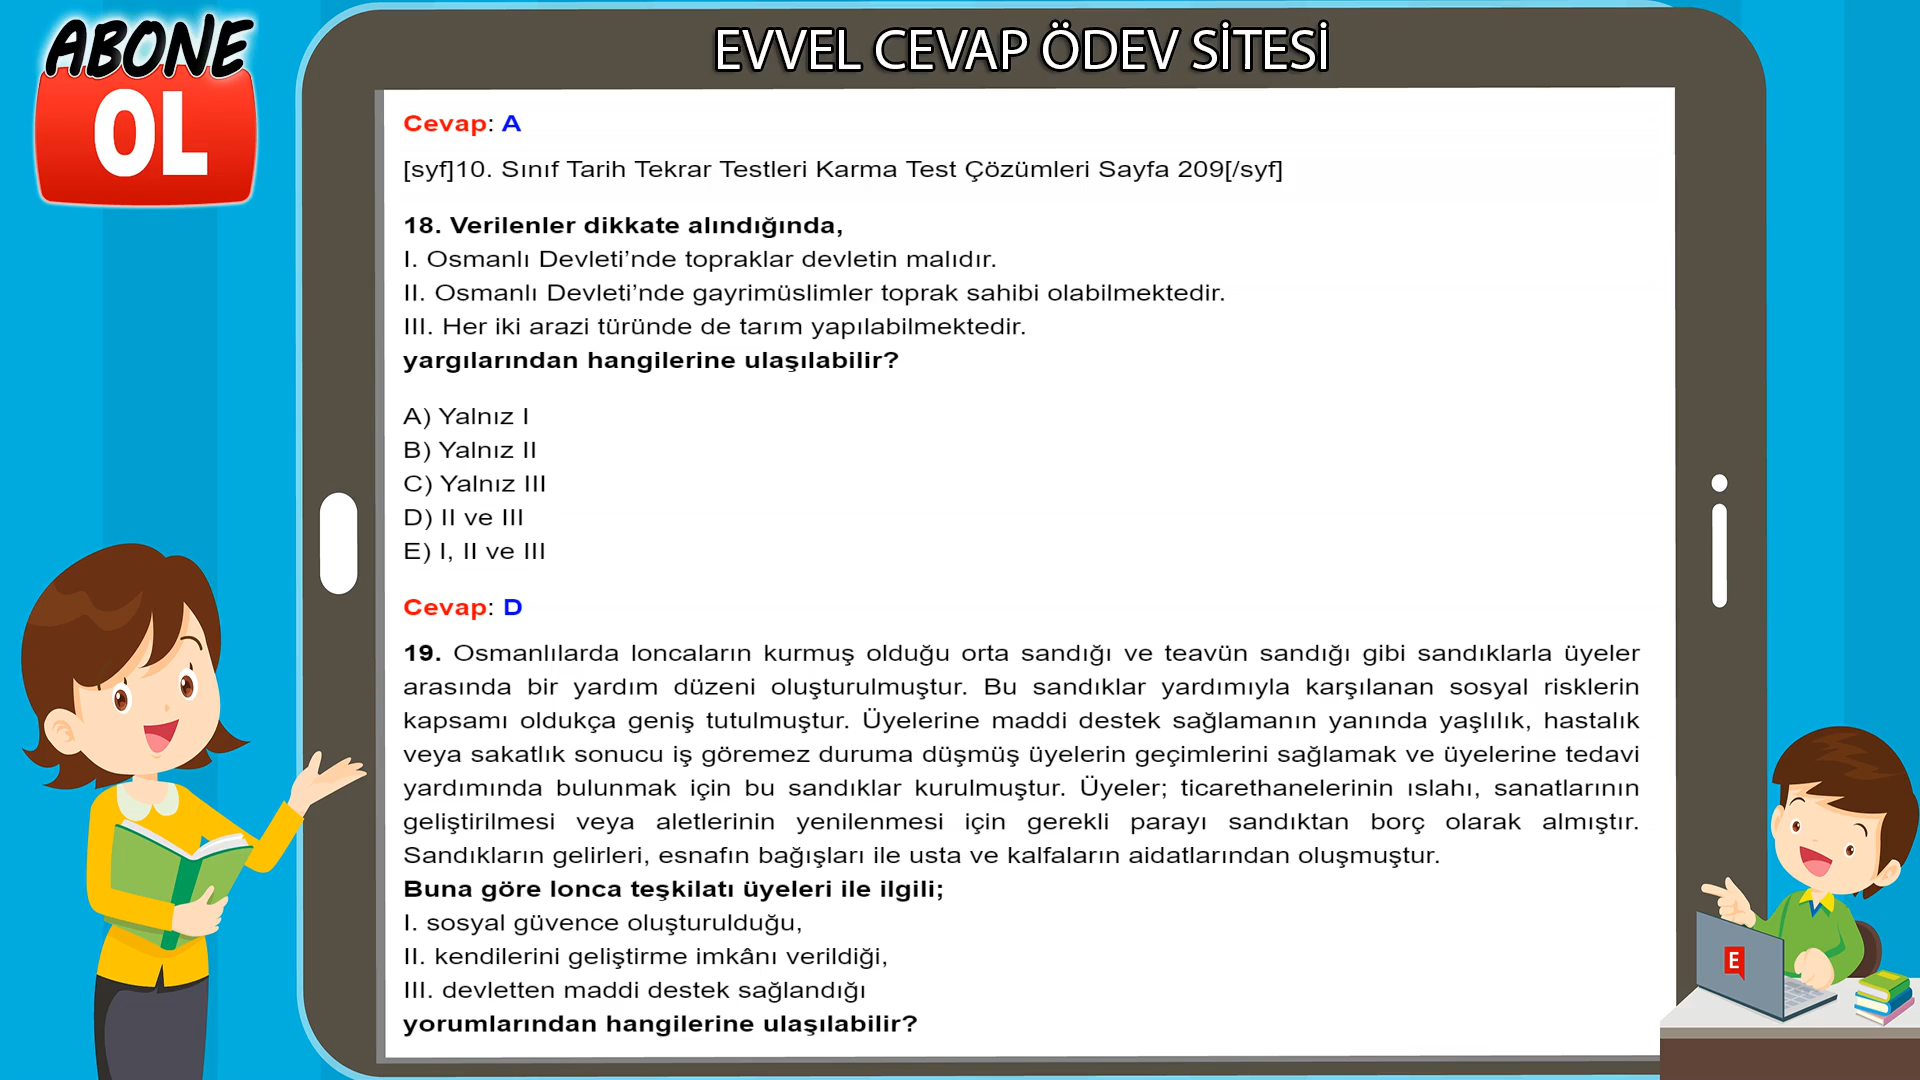 ABONE
OL
EVVEL CEVAP ÖDEV SİTESİ
Cevap: A
[syf]10. Sınıf Tarih Tekrar Testleri Karma Test Çözümleri Sayfa 209[/syf]
18. Verilenler dikkate alındığında,
I. Osmanlı Devleti’nde topraklar devletin malıdır.
II. Osmanlı Devleti’nde gayrimüslimler toprak sahibi olabilmektedir.
III. Her iki arazi türünde de tarım yapılabilmektedir.
yargılarından hangilerine ulaşılabilir?
A) Yalnız I
B) Yalnız II
C) Yalnız III
D) II ve III
E) I, II ve III
Cevap: D
19. Osmanlılarda loncaların kurmuş olduğu orta sandığı ve teavün sandığı gibi sandıklarla üyeler
arasında bir yardım düzeni oluşturulmuştur. Bu sandıklar yardımıyla karşılanan sosyal risklerin
kapsamı oldukça geniş tutulmuştur. Üyelerine maddi destek sağlamanın yanında yaşlılık, hastalık
veya sakatlık sonucu iş göremez duruma düşmüş üyelerin geçimlerini sağlamak ve üyelerine tedavi
yardımında bulunmak için bu sandıklar kurulmuştur. Üyeler; ticarethanelerinin ıslahı, sanatlarının
geliştirilmesi veya aletlerinin yenilenmesi için gerekli parayı sandıktan borç olarak almıştır.
Sandıkların gelirleri, esnafın bağışları ile usta ve kalfaların aidatlarından oluşmuştur.
Buna göre lonca teşkilatı üyeleri ile ilgili;
I. sosyal güvence oluşturulduğu,
II. kendilerini geliştirme imkânı verildiği,
III. devletten maddi destek sağlandığı
yorumlarından hangilerine ulaşılabilir?
E